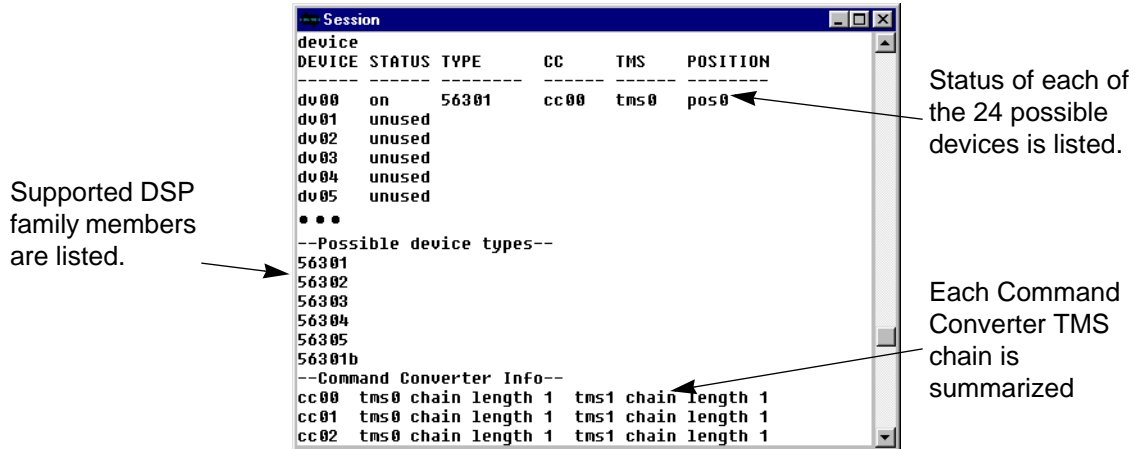 Session
device
DEVICE STATUS TYPE CC TMS POSITION
------ ------ -------- ------ ------ --------
dv00 on 56301 cc00 tms0 pos0
dv01 unused
dv02 unused
dv03 unused
dv04 unused
dv05 unused
•••
--Possible device types--
56301
56302
56303
56304
56305
56301b
--Command Converter Info--
cc00 tms0 chain length 1 tms1 chain length 1
cc01 tms0 chain length 1 tms1 chain length 1
cc02 tms0 chain length 1 tms1 chain length 1
Supported DSP
family members
are listed.
Status of each of
the 24 possible
devices is listed.
Each Command
Converter TMS
chain is
summarized